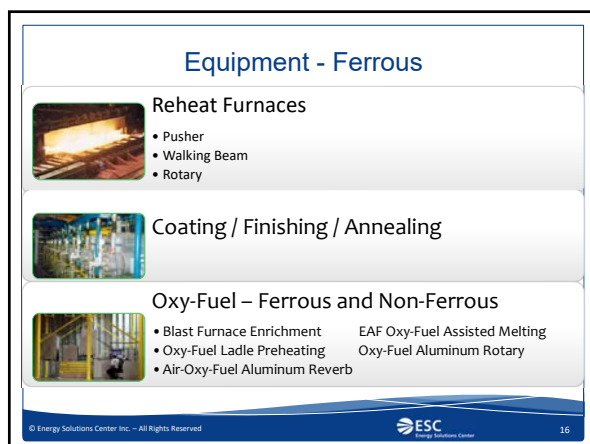 Equipment - Ferrous
Reheat Furnaces
• Pusher
• Walking Beam
• Rotary
Coating / Finishing / Annealing
Oxy-Fuel – Ferrous and Non-Ferrous
• Blast Furnace Enrichment EAF Oxy-Fuel Assisted Melting
• Oxy-Fuel Ladle Preheating Oxy-Fuel Aluminum Rotary
• Air-Oxy-Fuel Aluminum Reverb
© Energy Solutions Center Inc. – All Rights Reserved
ESC
Energy Solutions Center
16